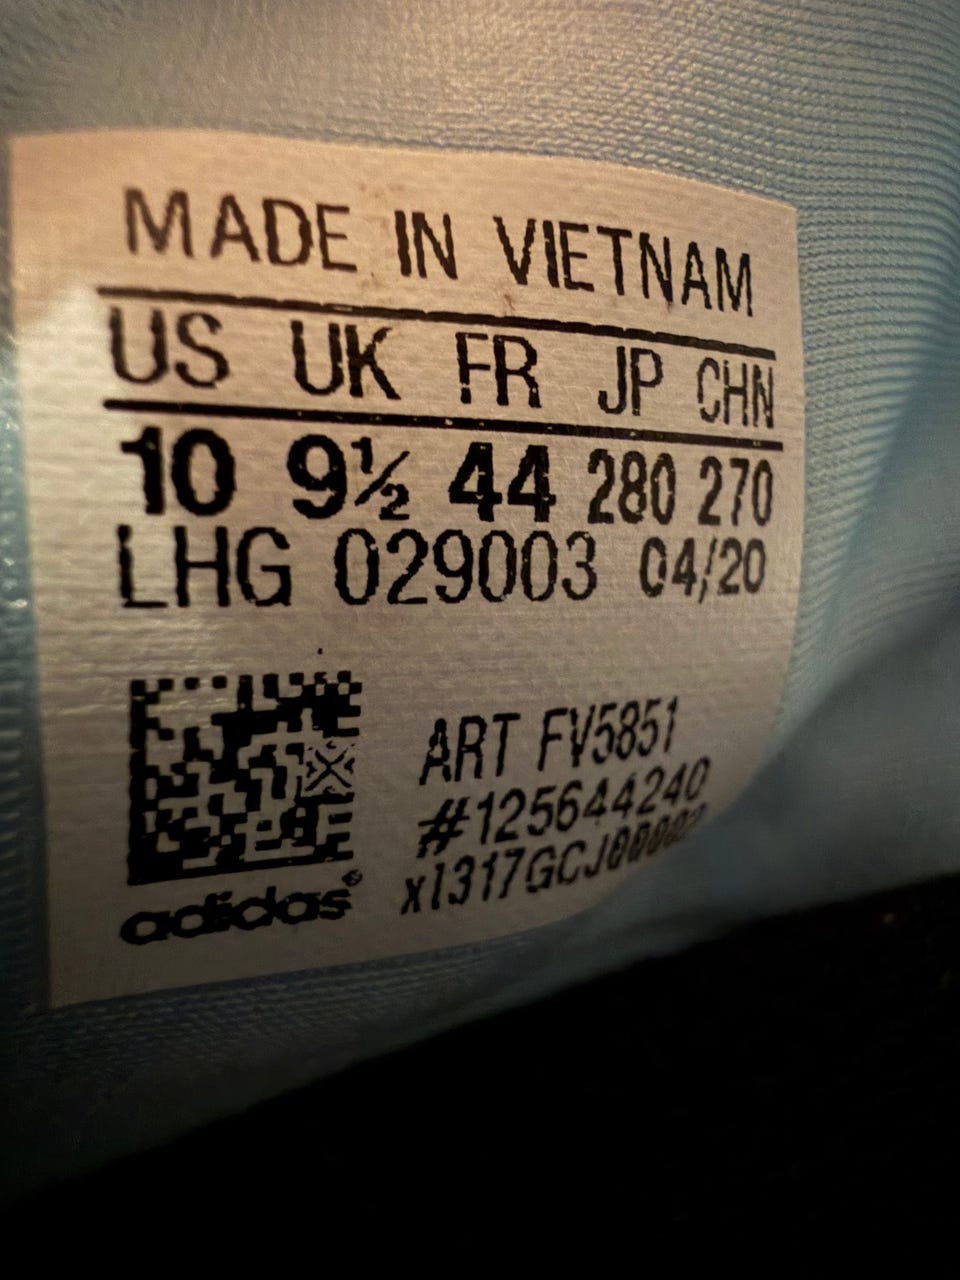 MADE IN VIETNAM
US UK FR JP CHN
10 9½ 44 280 270
LHG 029003 04/20
ART FV5851
#125644240
adidas®